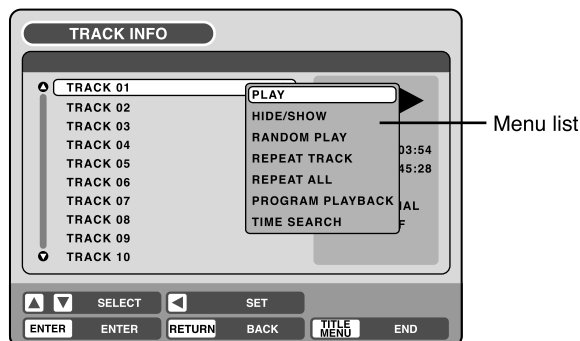 TRACK INFO
TRACK 01
TRACK 02
TRACK 03
TRACK 04
TRACK 05
TRACK 06
TRACK 07
TRACK 08
TRACK 09
TRACK 10
PLAY
HIDE/SHOW
RANDOM PLAY
REPEAT TRACK
REPEAT ALL
PROGRAM PLAYBACK
TIME SEARCH
03:54
45:28
Menu list
SELECT SET
ENTER ENTER RETURN BACK TITLE MENU END